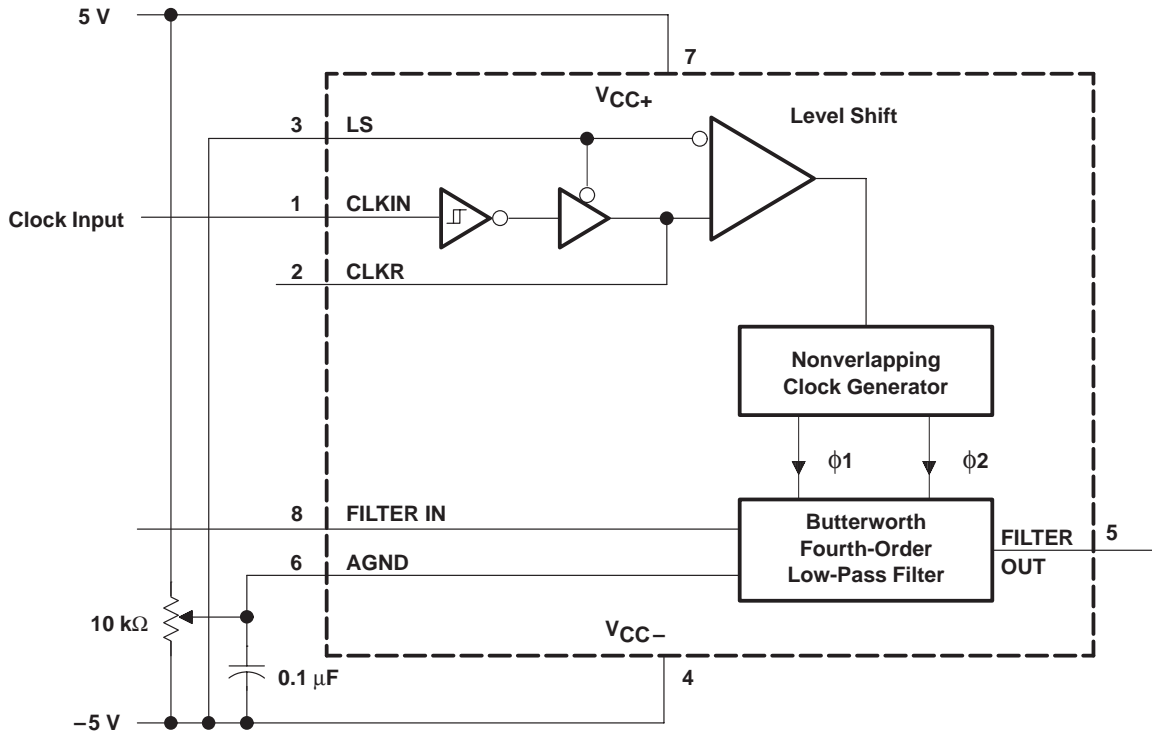 5 V
7
VCC+
Level Shift
3 LS
1 CLKIN
Clock Input
2 CLKR
Nonverlapping
Clock Generator
ϕ1 ϕ2
8 FILTER IN
Butterworth
Fourth-Order
Low-Pass Filter
FILTER
OUT
5
6 AGND
10 kΩ
VCC–
0.1 μF
4
–5 V